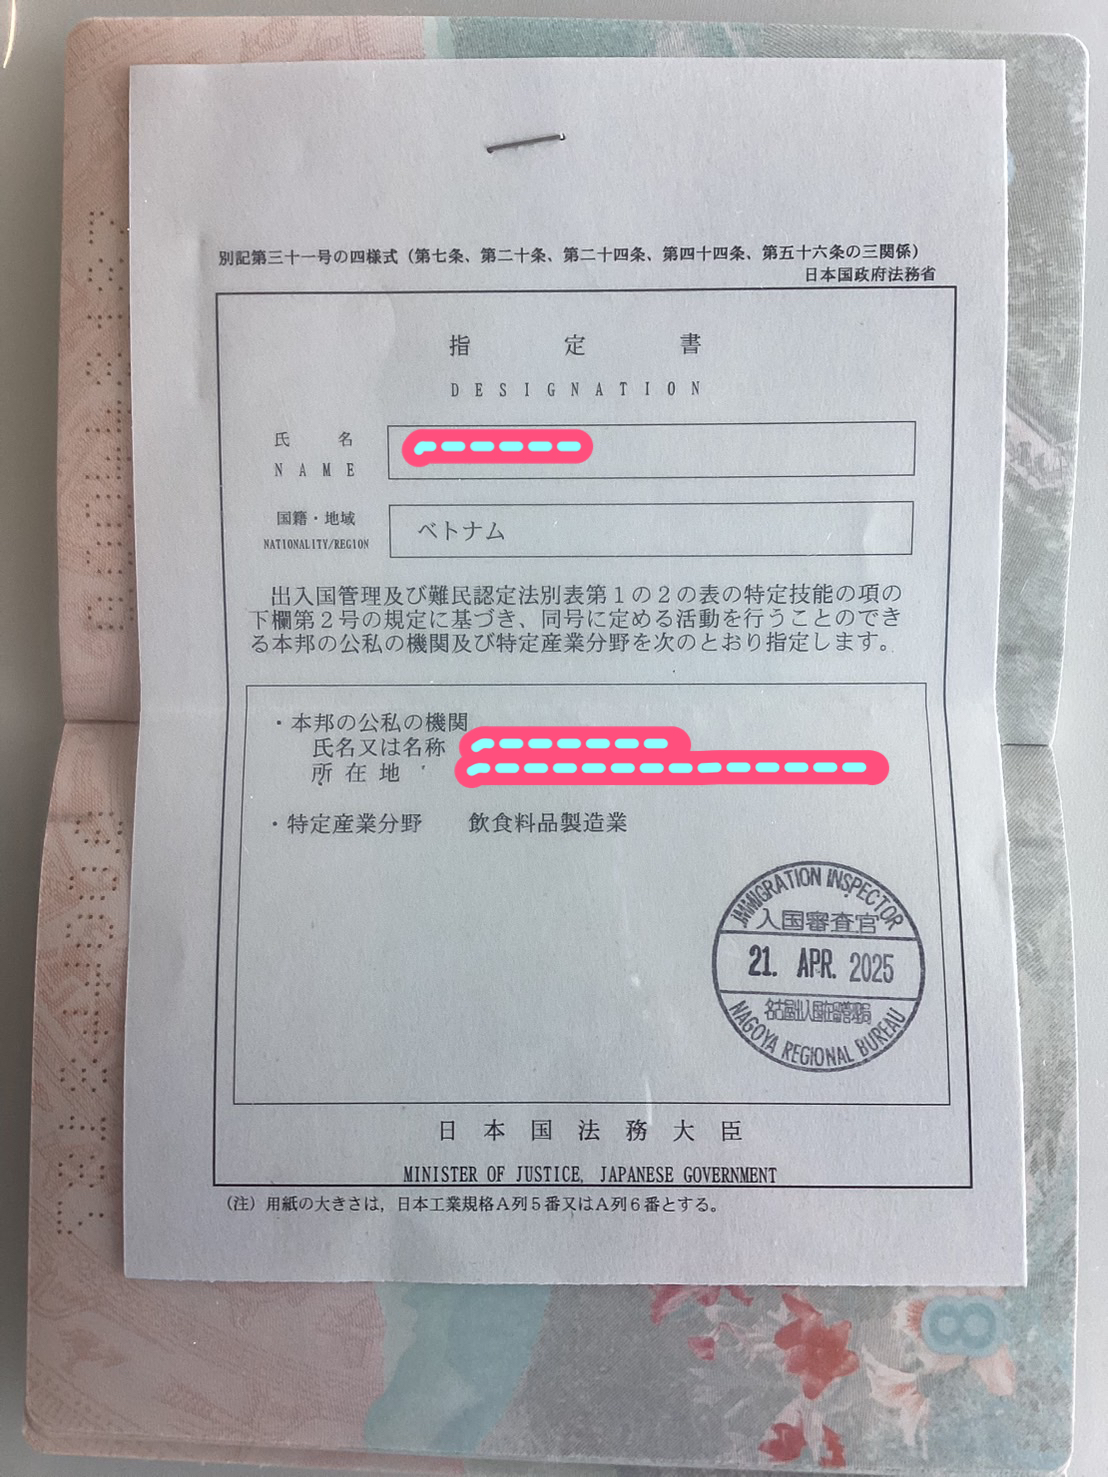 別記第三十一号の四様式（第七条、第二十条、第二十四条、第四十四条、第五十六条の三関係）
日本国政府法務省
指定書
DESIGNATION
氏名
NAME
国籍・地域
NATIONALITY/REGION
ベトナム
出入国管理及び難民認定法別表第１の２の表の特定技能の項の
下欄第２号の規定に基づき、同号に定める活動を行うことのでき
る本邦の公私の機関及び特定産業分野を次のとおり指定します。
・本邦の公私の機関
氏名又は名称
所在地
・特定産業分野　飲食料品製造業
IMMIGRATION INSPECTOR
入国審査官
21. APR. 2025
名古屋出入国在留管理局
NAGOYA REGIONAL BUREAU
日本国法務大臣
MINISTER OF JUSTICE, JAPANESE GOVERNMENT
（注）用紙の大きさは，日本工業規格Ａ列５番又はＡ列６番とする。
8